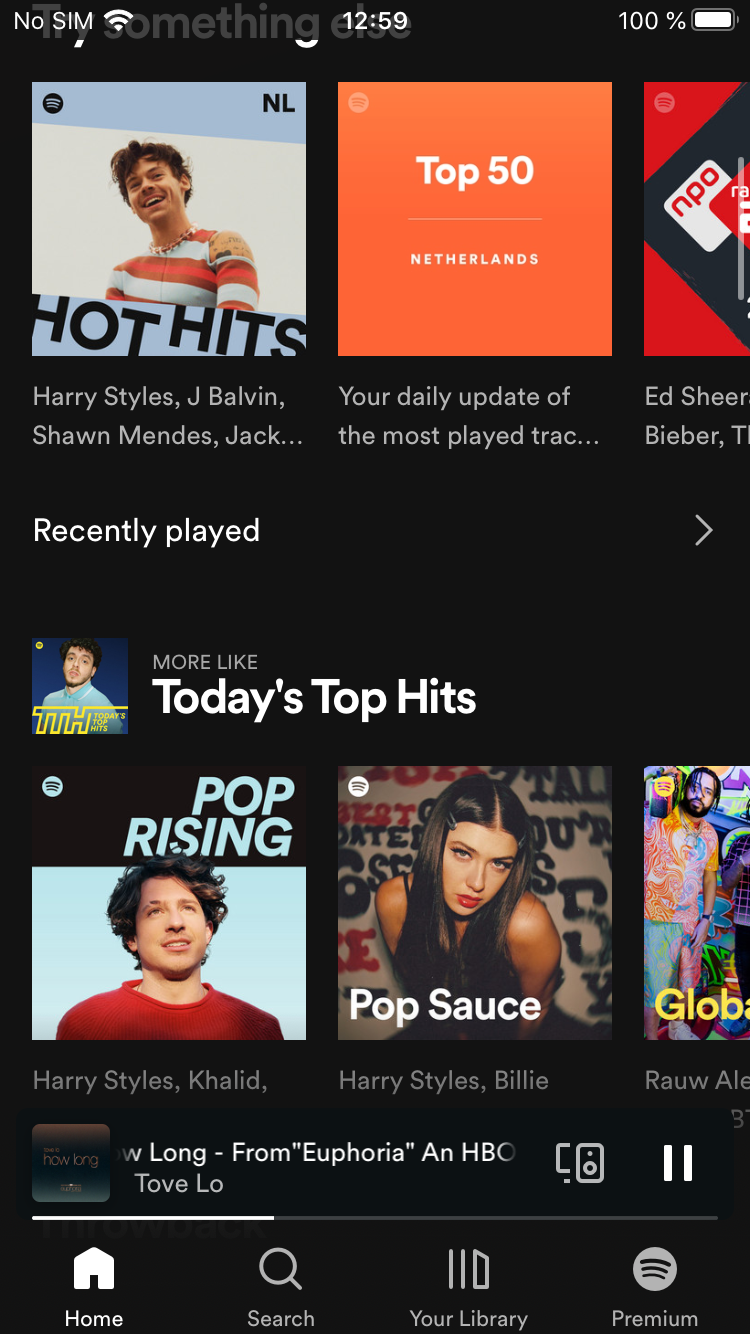 No SIM 12:59 100 %
Try something else
NL
HOT HITS
Top 50
NETHERLANDS
npo
ra
Harry Styles, J Balvin,
Shawn Mendes, Jack...
Your daily update of
the most played trac...
Ed Sheer
Bieber, T
Recently played
TTH TODAY'S
TOP
HITS
MORE LIKE
Today's Top Hits
POP
RISING
Pop Sauce
Globa
Harry Styles, Khalid,
Harry Styles, Billie
Rauw Ale
BT
how long
ow Long - From"Euphoria" An HBO
Tove Lo
Throwback
Home
Search
Your Library
Premium